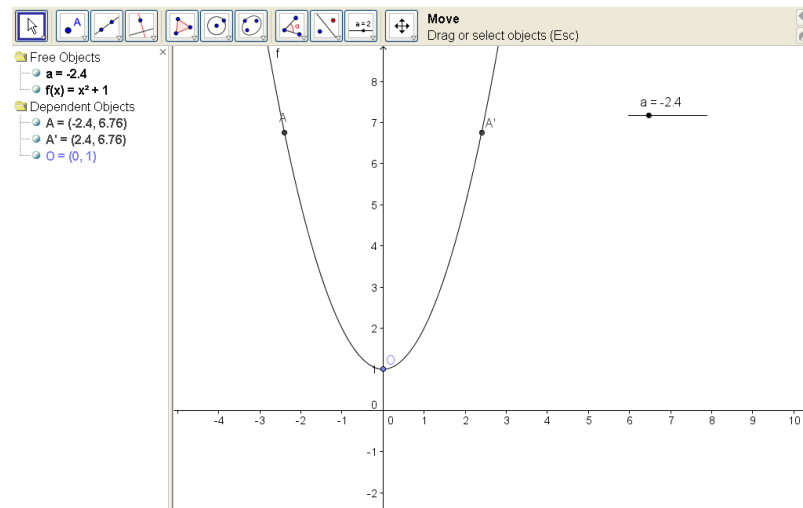 A
α
a=2
Move
Drag or select objects (Esc)
Free Objects
a = -2.4
f(x) = x² + 1
Dependent Objects
A = (-2.4, 6.76)
A' = (2.4, 6.76)
O = (0, 1)
f
8
a = -2.4
7
A
A'
6
5
4
3
2
1
O
0
-4 -3 -2 -1 0 1 2 3 4 5 6 7 8 9 10
-1
-2